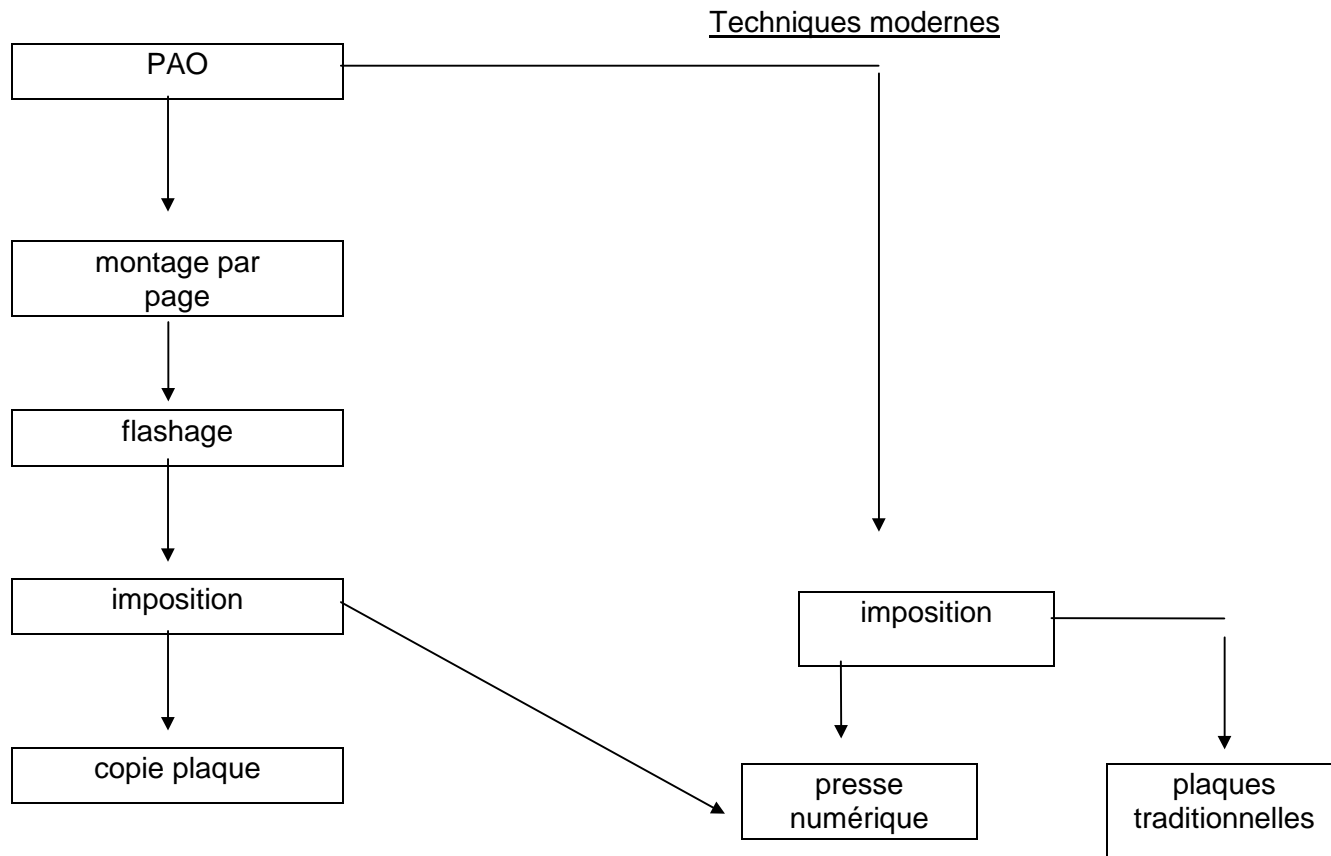 Techniques modernes
PAO
montage par
page
flashage
imposition
imposition
copie plaque
presse
numérique
plaques
traditionnelles